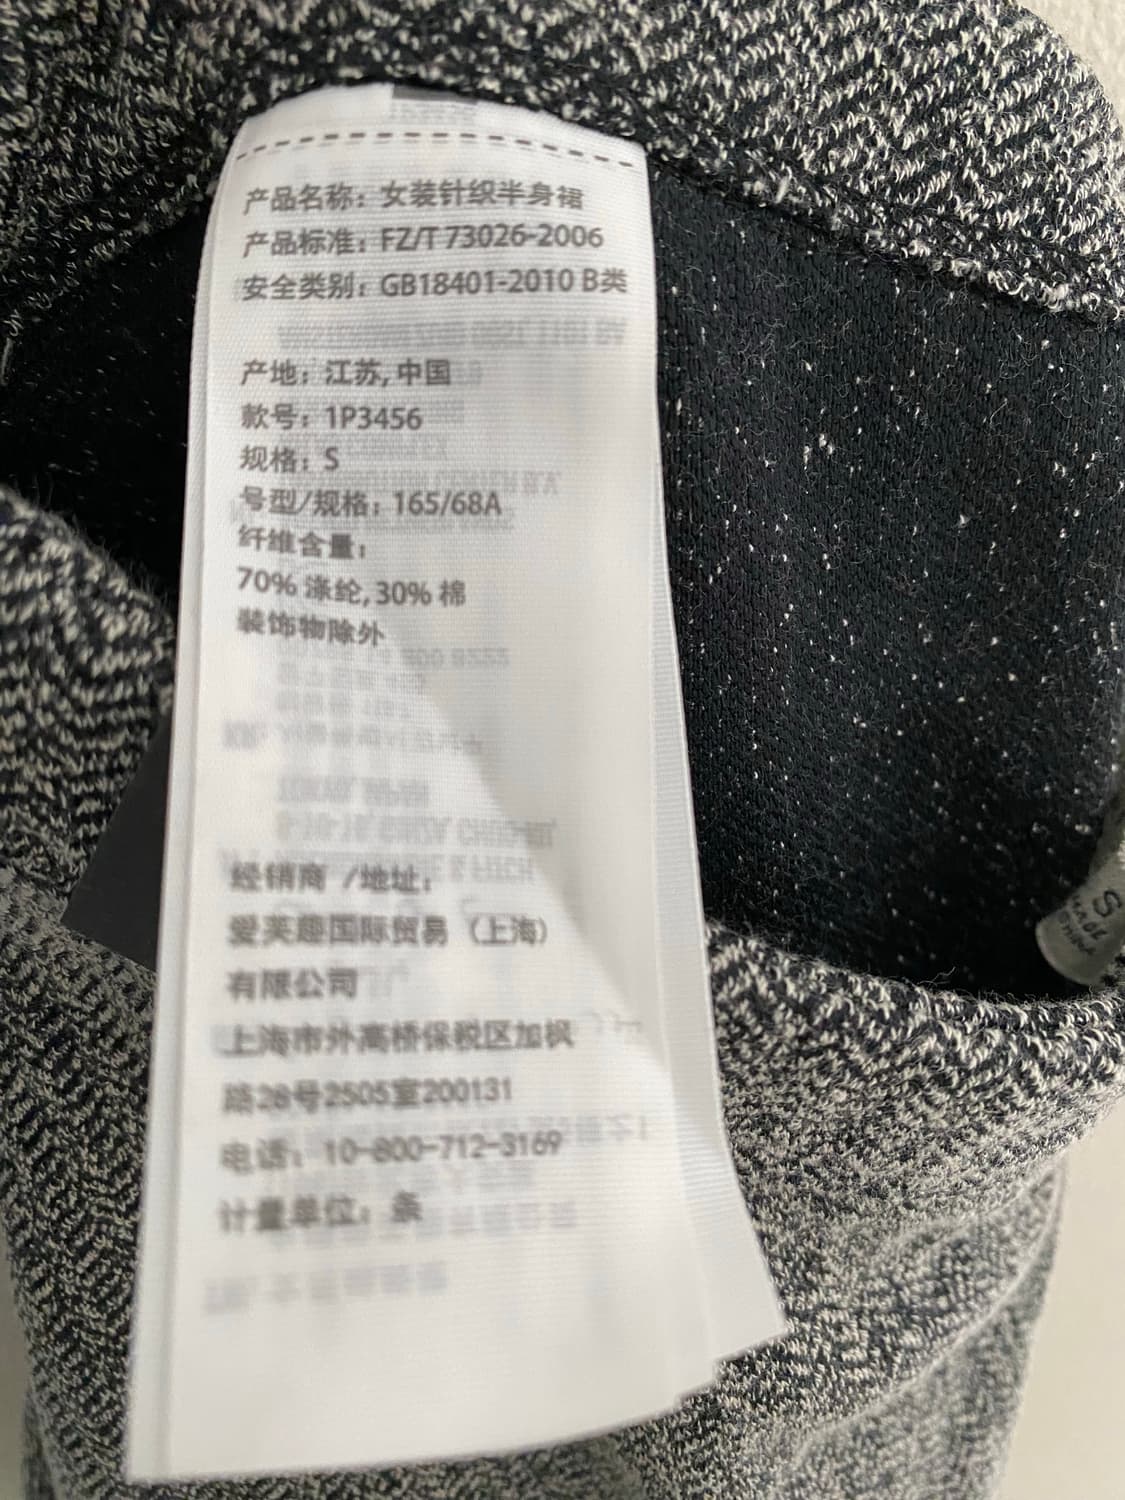 产品名称：女装针织半身裙
产品标准：FZ/T 73026-2006
安全类别：GB18401-2010 B类
产地：江苏,中国
款号：1P3456
规格：S
号型/规格：165/68A
纤维含量：
70% 涤纶,30% 棉
装饰物除外
经销商 /地址：
爱芙趣国际贸易（上海）
有限公司
上海市外高桥保税区加枫
路28号2505室200131
电话：10-800-712-3169
计量单位：条
S
MADE